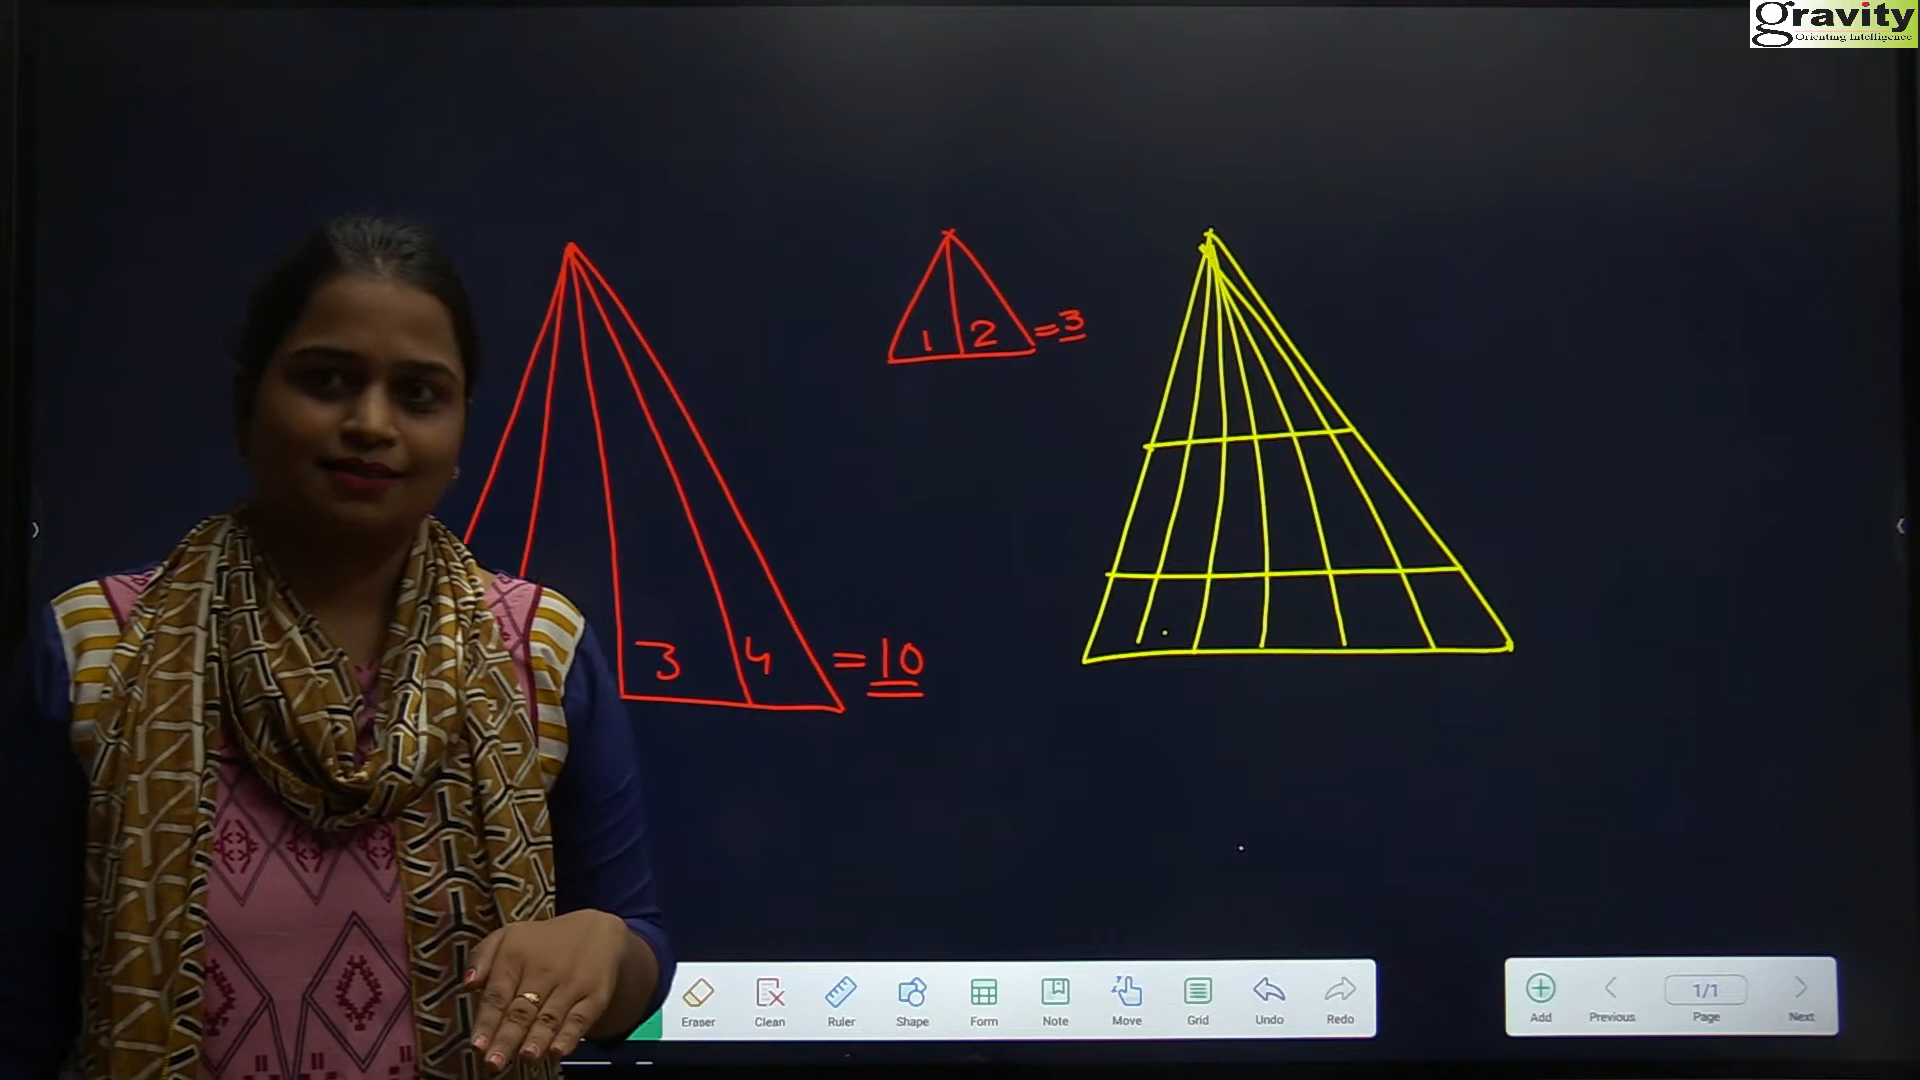 gravity
Orienting Intelligence
1 2 = 3
3 4 = 10
Eraser Clean Ruler Shape Form Note Move Grid Undo Redo
1/1
Add Previous Page Next